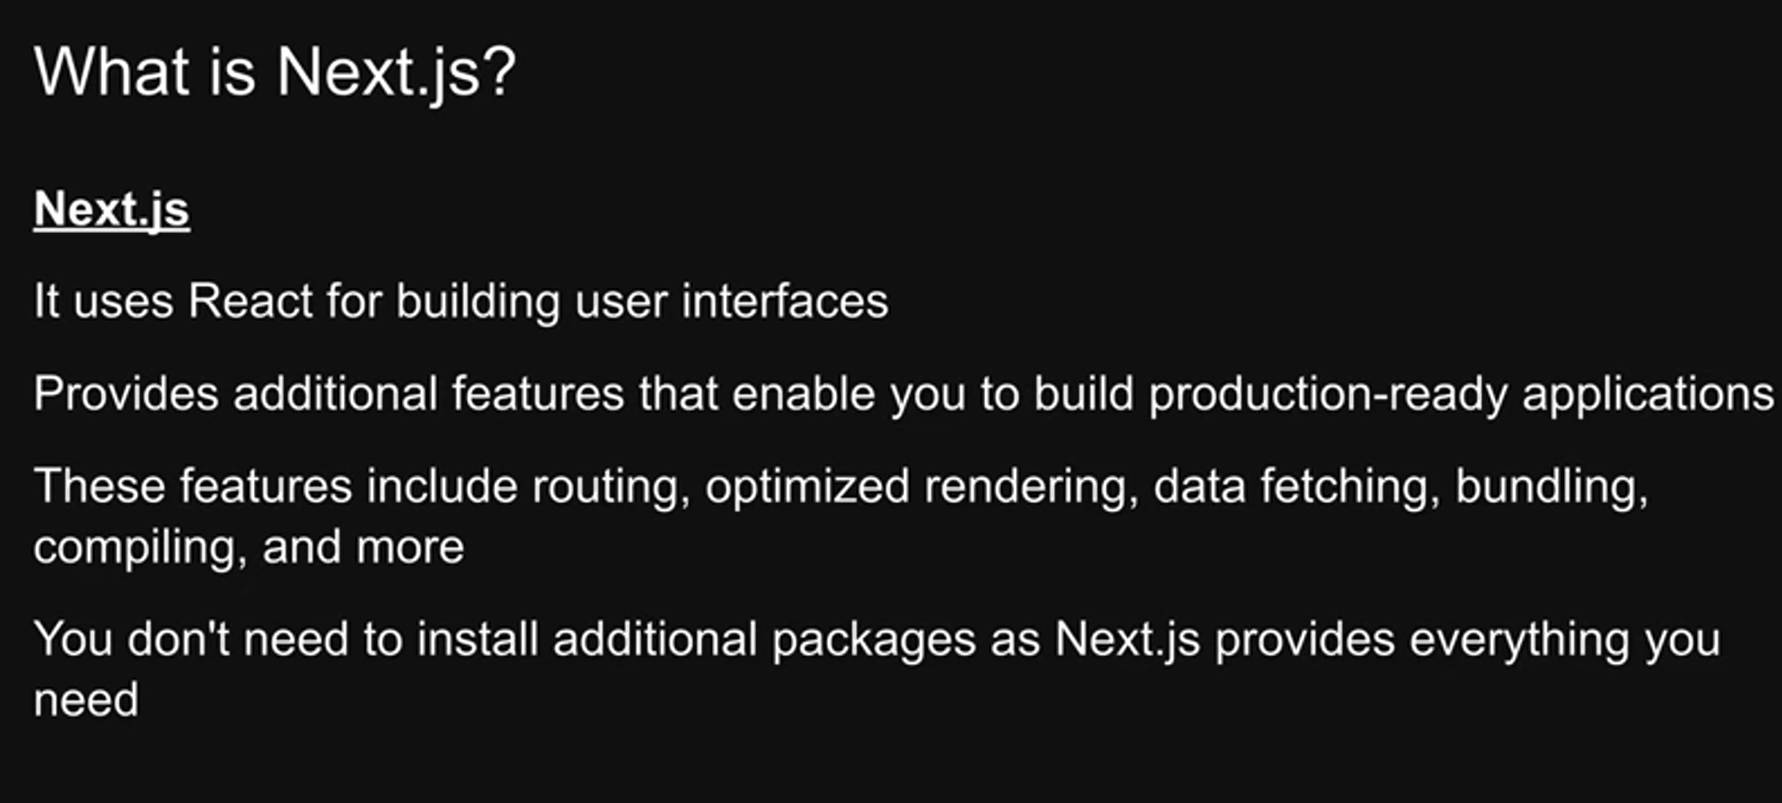 What is Next.js?
Next.js
It uses React for building user interfaces
Provides additional features that enable you to build production-ready applications
These features include routing, optimized rendering, data fetching, bundling,
compiling, and more
You don't need to install additional packages as Next.js provides everything you
need